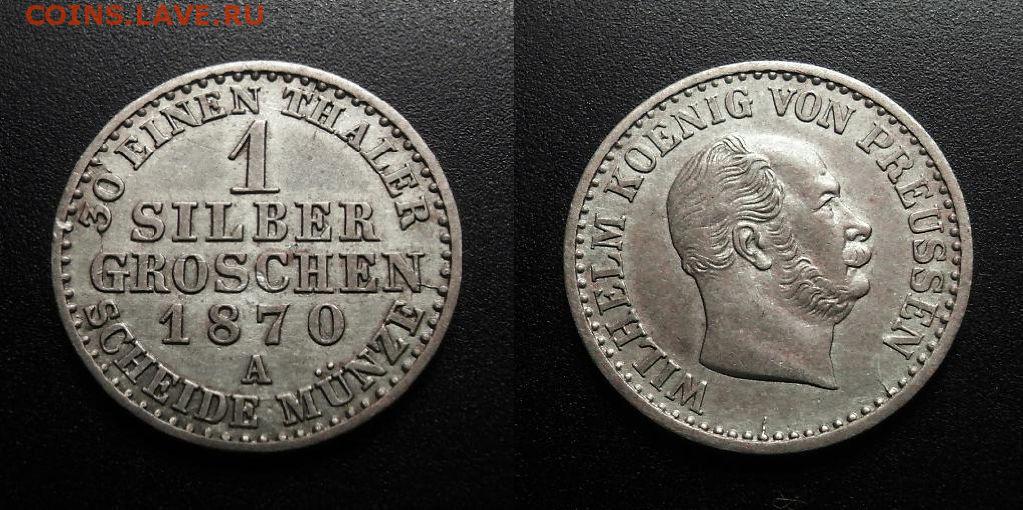 COINS.LAVE.RU
30 EINEN THALER
1
SILBER
GROSCHEN
1870
A
SCHEIDE MÜNZE
WILHELM KOENIG VON PREUSSEN